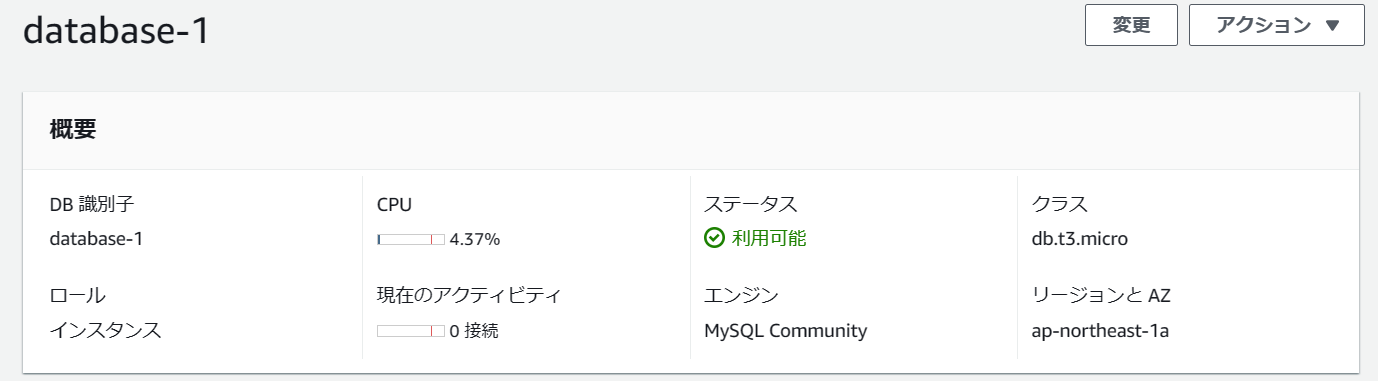 database-1
変更
アクション
概要
DB 識別子
database-1
CPU
4.37%
ステータス
利用可能
クラス
db.t3.micro
ロール
インスタンス
現在のアクティビティ
0 接続
エンジン
MySQL Community
リージョンと AZ
ap-northeast-1a